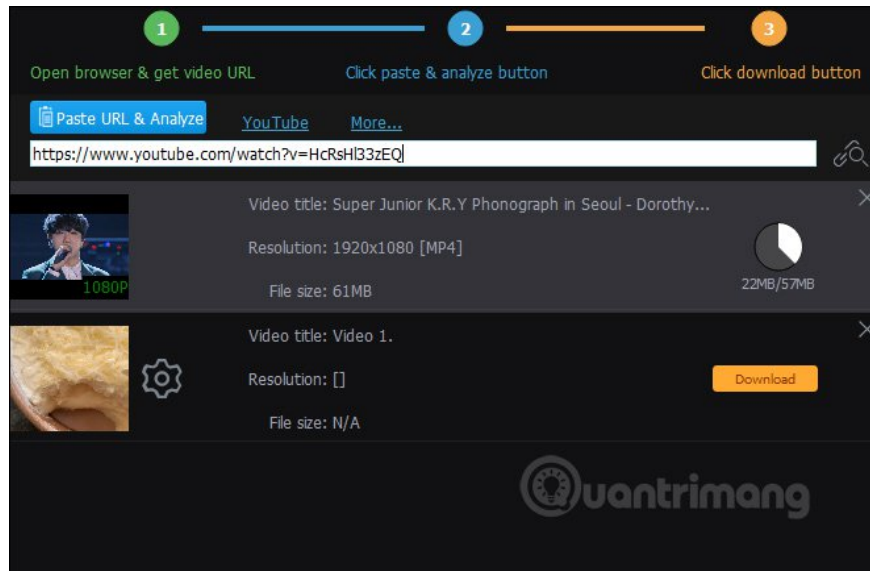 1 2 3
Open browser & get video URL Click paste & analyze button Click download button
Paste URL & Analyze YouTube More...
https://www.youtube.com/watch?v=HcRsHl33zEQ
Video title: Super Junior K.R.Y Phonograph in Seoul - Dorothy...
Resolution: 1920x1080 [MP4]
1080P
22MB/57MB
File size: 61MB
Video title: Video 1.
Resolution: []
Download
File size: N/A
Quantrimang